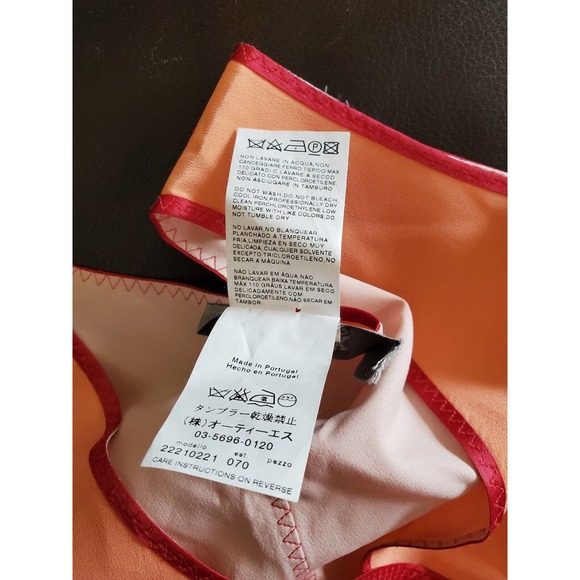 NON LAVARE IN ACQUA,NON
CANDEGGIARE,FERRO TIEPIDO MAX
110 GRAD.C.LAVARE A SECCO
DELICATO CON PERCLOROETILENE,
NON ASCIUGARE IN TAMBURO
DO NOT WASH,DO NOT BLEACH,
COOL IRON,PROFESSIONALLY DRY
CLEAN PERCHLOROETHYLENE LOW
MOISTURE WITH LIKE COLORS,DO
NOT TUMBLE DRY
NO LAVAR,NO BLANQUEAR,
PLANCHADO A TEMPERATURA
FRIA LIMPIEZA EN SECO MUY
DELICADA,CUALQUIER SOLVENTE
EXCEPTO TRICLOROETILENO,NO
SECAR A MÁQUINA
NÃO LAVAR EM ÁGUA,NÃO
BRANQUEAR,BAIXA TEMPERATURA
MÁX 110 GRÁUS,LAVAR EM SECO
DELICADAMENTE COM
PERCLOROETILENO,NÃO SECAR EM
TAMBOR
Made in Portugal
Hecho en Portugal
タンブラー乾燥禁止
(株)オーティーエス
03-5696-0120
modello est pezzo
22210221 070
CARE INSTRUCTIONS ON REVERSE